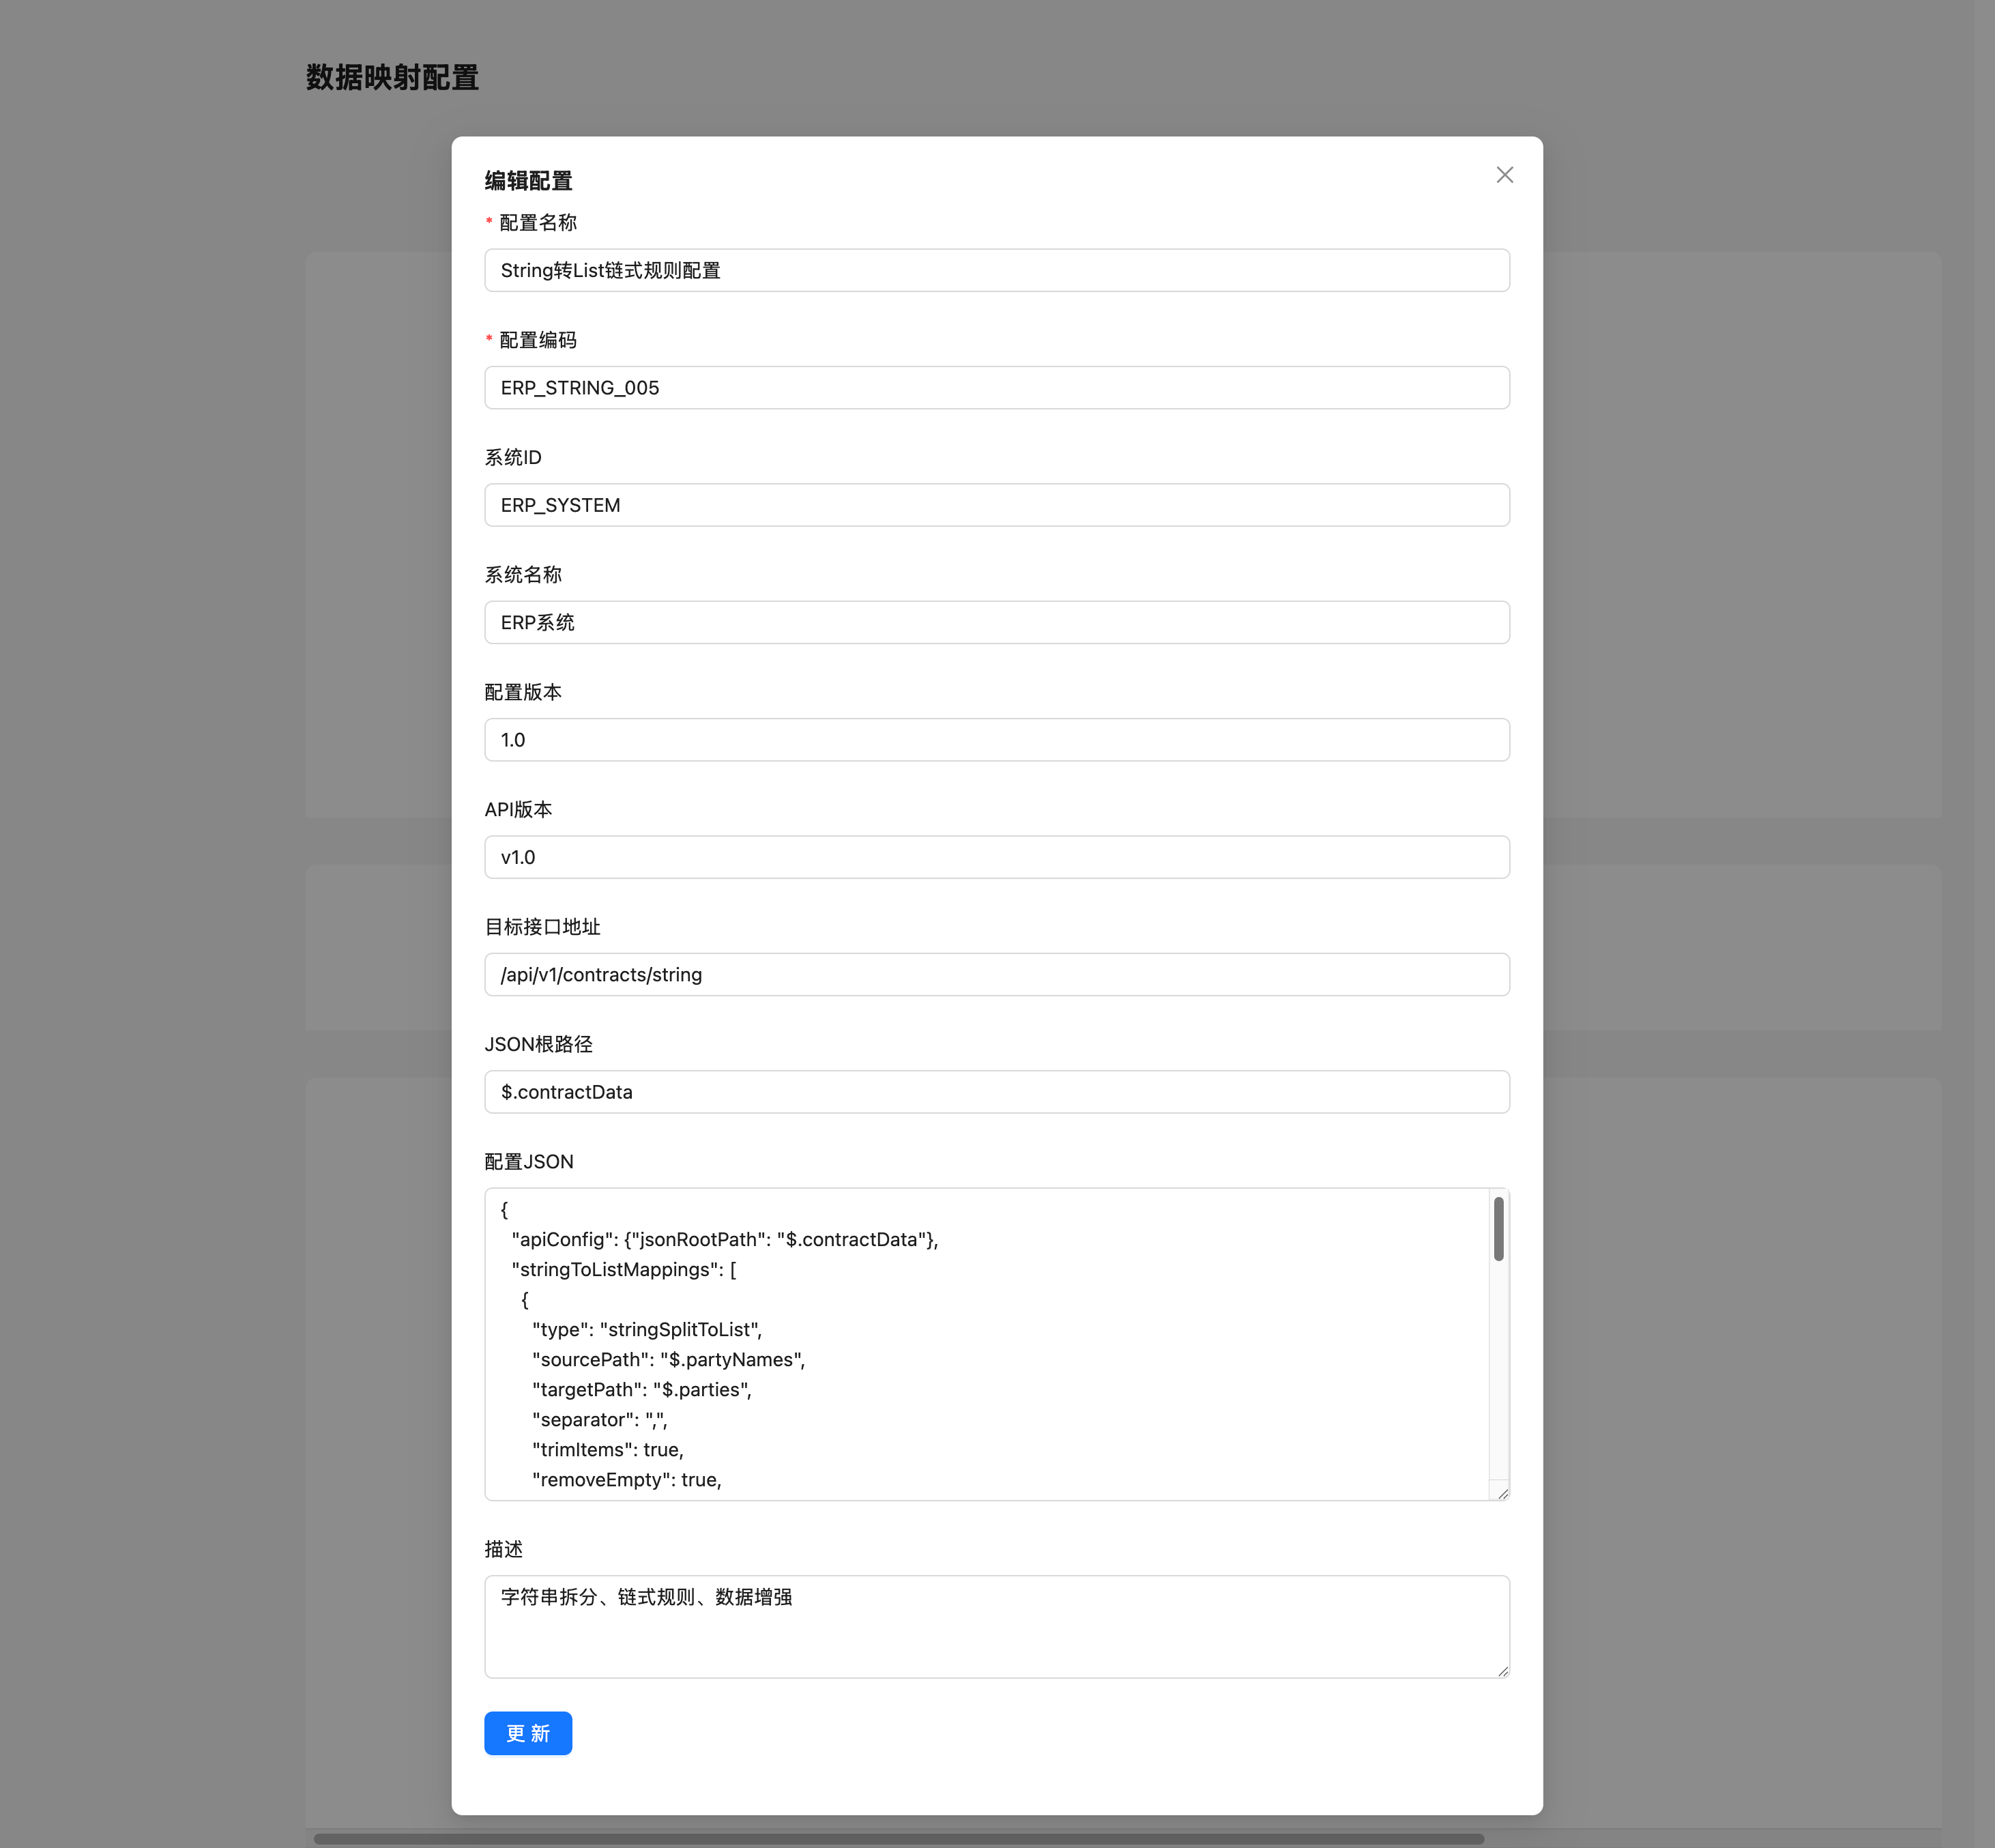 数据映射配置
编辑配置
* 配置名称
String转List链式规则配置
* 配置编码
ERP_STRING_005
系统ID
ERP_SYSTEM
系统名称
ERP系统
配置版本
1.0
API版本
v1.0
目标接口地址
/api/v1/contracts/string
JSON根路径
$.contractData
配置JSON
{
"apiConfig": {"jsonRootPath": "$.contractData"},
"stringToListMappings": [
{
"type": "stringSplitToList",
"sourcePath": "$.partyNames",
"targetPath": "$.parties",
"separator": ",",
"trimItems": true,
"removeEmpty": true,
描述
字符串拆分、链式规则、数据增强
更 新